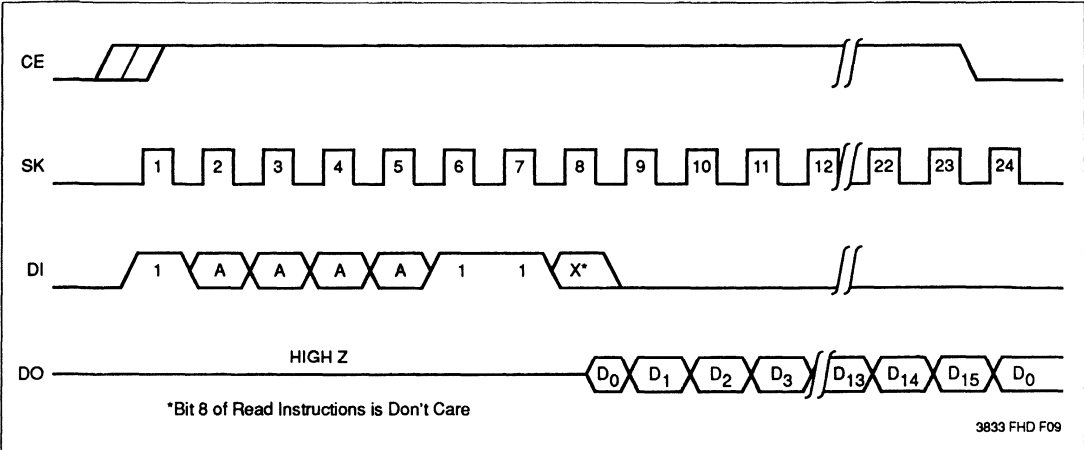 CE
SK 1 2 3 4 5 6 7 8 9 10 11 12 22 23 24
DI 1 A A A A 1 1 X*
HIGH Z
DO D0 D1 D2 D3 D13 D14 D15 D0
*Bit 8 of Read Instructions is Don't Care
3833 FHD F09